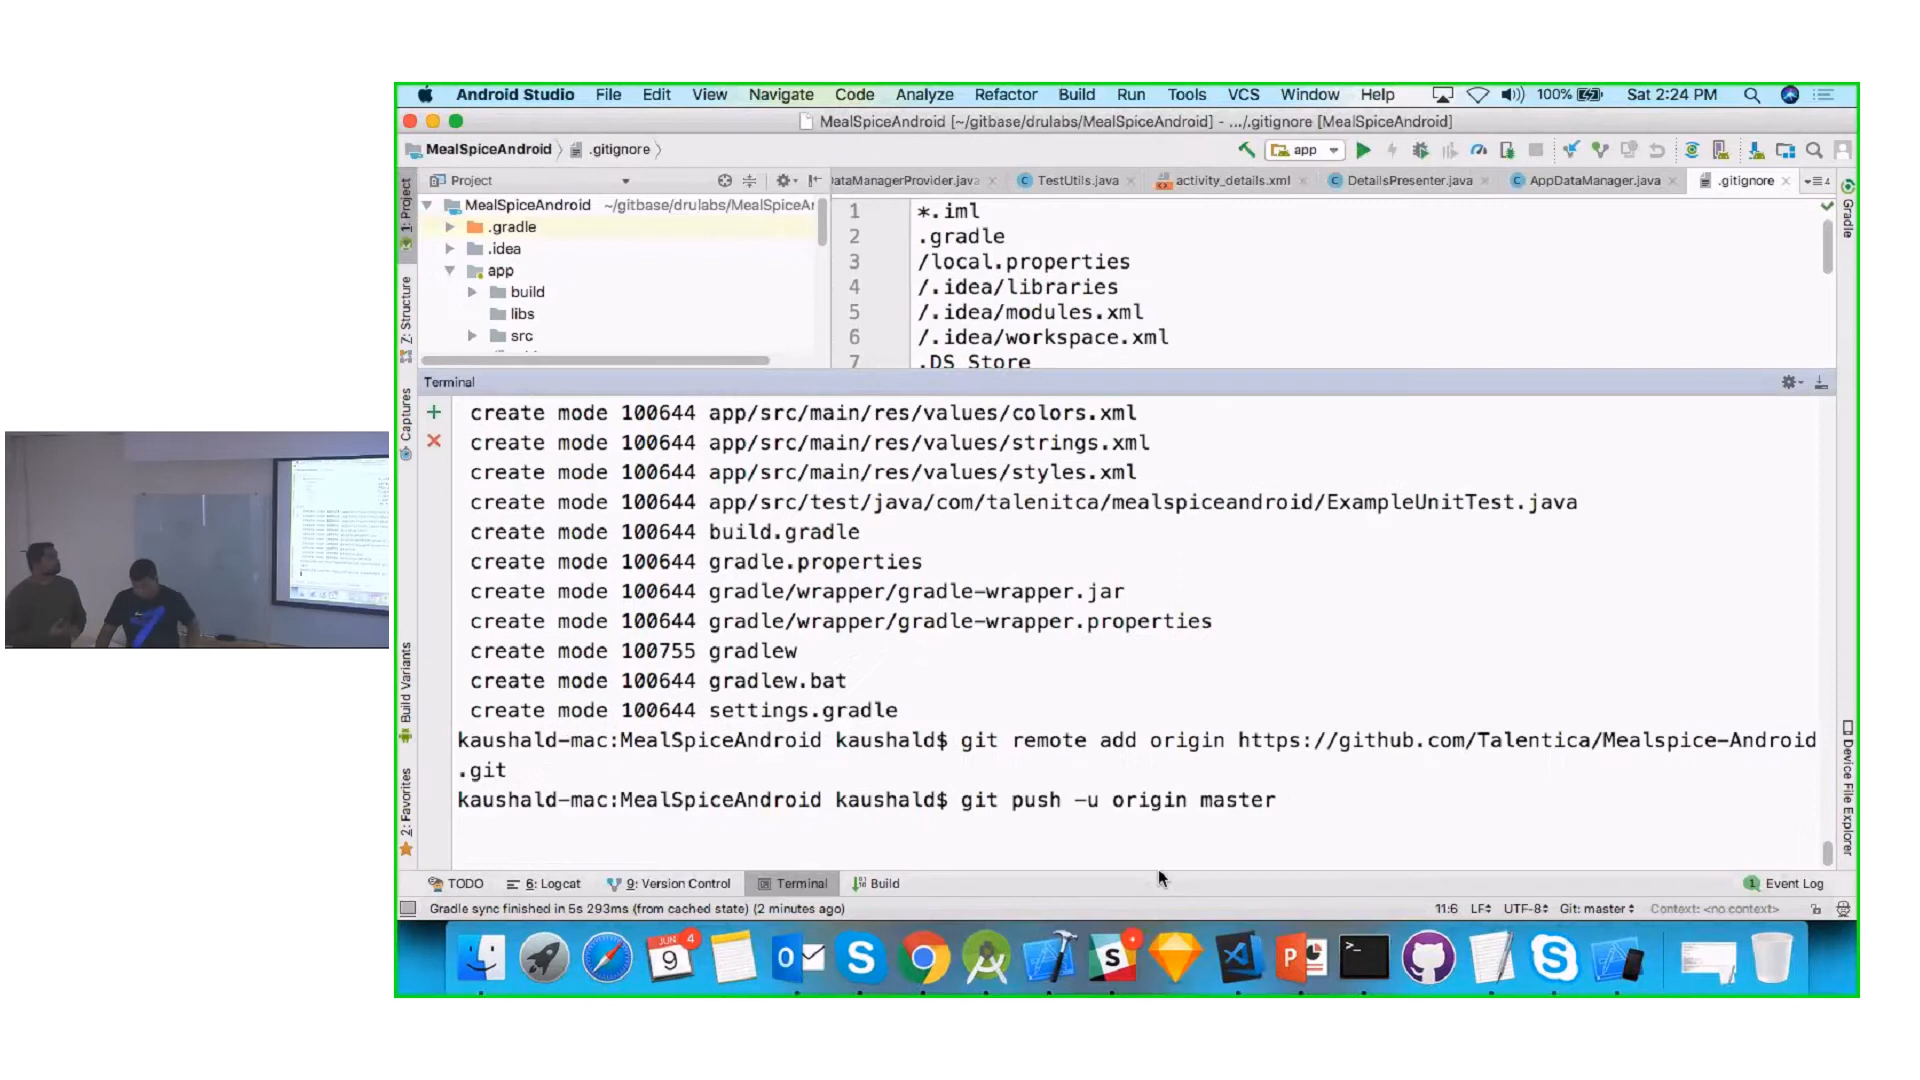 Android Studio File Edit View Navigate Code Analyze Refactor Build Run Tools VCS Window Help 100% Sat 2:24 PM
MealSpiceAndroid [~/gitbase/drulabs/MealSpiceAndroid] - .../.gitignore [MealSpiceAndroid]
MealSpiceAndroid .gitignore app
1: Project
Z: Structure
Captures
Build Variants
2: Favorites
Project
MealSpiceAndroid ~/gitbase/drulabs/MealSpiceAr
.gradle
.idea
app
build
libs
src
ataManagerProvider.java TestUtils.java activity_details.xml DetailsPresenter.java AppDataManager.java .gitignore 4
1 *.iml
2 .gradle
3 /local.properties
4 /.idea/libraries
5 /.idea/modules.xml
6 /.idea/workspace.xml
7 .DS_Store
Gradle
Device File Explorer
Terminal
create mode 100644 app/src/main/res/values/colors.xml
create mode 100644 app/src/main/res/values/strings.xml
create mode 100644 app/src/main/res/values/styles.xml
create mode 100644 app/src/test/java/com/talenitca/mealspiceandroid/ExampleUnitTest.java
create mode 100644 build.gradle
create mode 100644 gradle.properties
create mode 100644 gradle/wrapper/gradle-wrapper.jar
create mode 100644 gradle/wrapper/gradle-wrapper.properties
create mode 100755 gradlew
create mode 100644 gradlew.bat
create mode 100644 settings.gradle
kaushald-mac:MealSpiceAndroid kaushald$ git remote add origin https://github.com/Talentica/Mealspice-Android
.git
kaushald-mac:MealSpiceAndroid kaushald$ git push -u origin master
TODO 6: Logcat 9: Version Control Terminal Build 1 Event Log
Gradle sync finished in 5s 293ms (from cached state) (2 minutes ago) 11:6 LF UTF-8 Git: master Context: <no context>
JUN 9 4